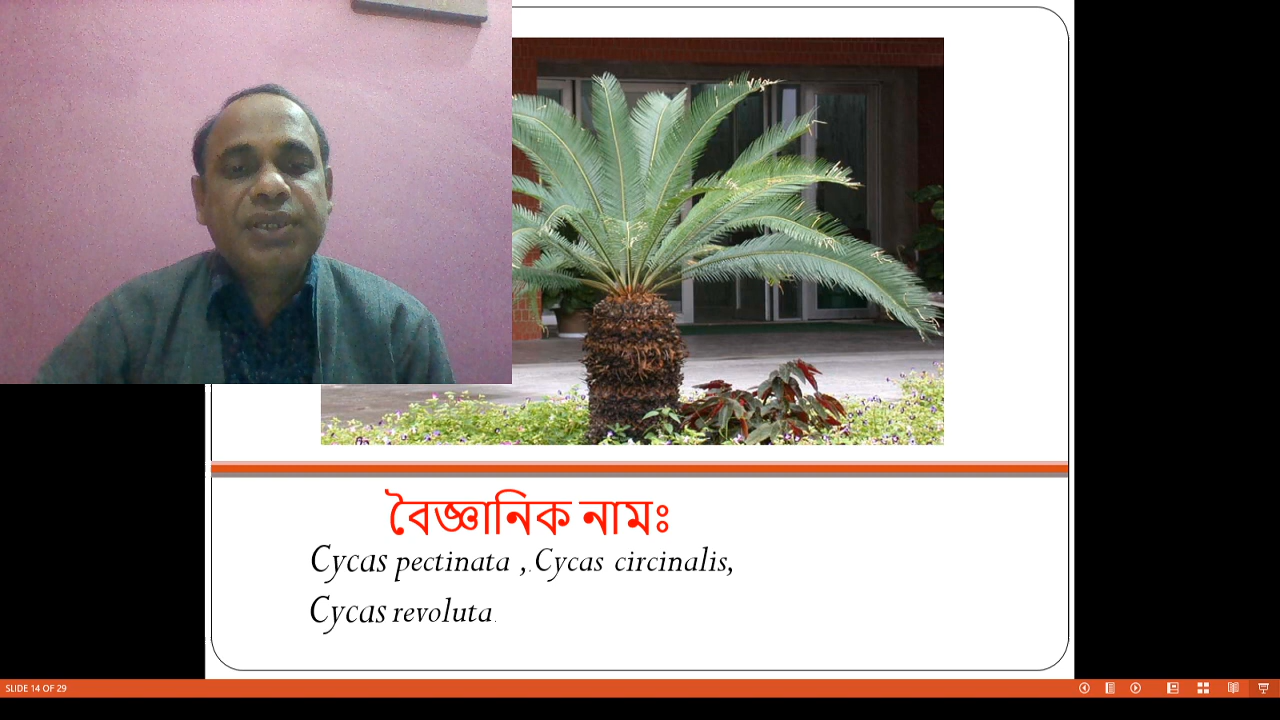 বৈজ্ঞানিক নামঃ
Cycas pectinata , Cycas circinalis,
Cycas revoluta.
SLIDE 14 OF 29